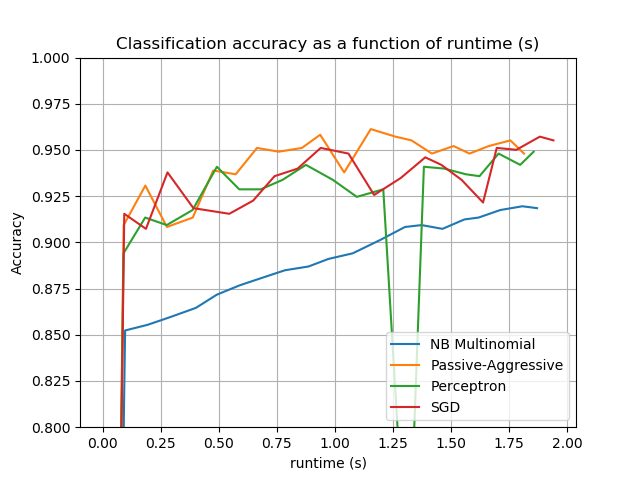 Classification accuracy as a function of runtime (s)
1.000
0.975
0.950
0.925
0.900
0.875
0.850
0.825
0.800
Accuracy
NB Multinomial
Passive-Aggressive
Perceptron
SGD
0.00 0.25 0.50 0.75 1.00 1.25 1.50 1.75 2.00
runtime (s)